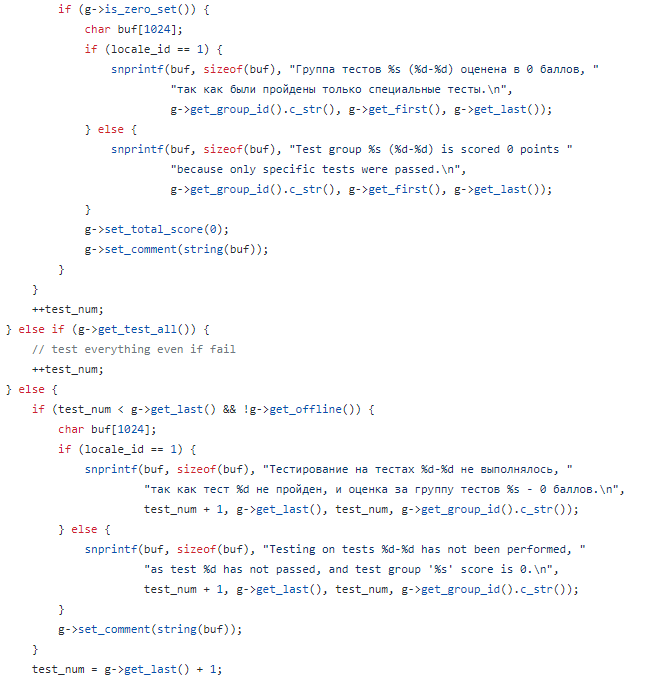 if (g->is_zero_set()) {
            char buf[1024];
            if (locale_id == 1) {
                snprintf(buf, sizeof(buf), "Группа тестов %s (%d-%d) оценена в 0 баллов, "
                         "так как были пройдены только специальные тесты.\n",
                         g->get_group_id().c_str(), g->get_first(), g->get_last());
            } else {
                snprintf(buf, sizeof(buf), "Test group %s (%d-%d) is scored 0 points "
                         "because only specific tests were passed.\n",
                         g->get_group_id().c_str(), g->get_first(), g->get_last());
            }
            g->set_total_score(0);
            g->set_comment(string(buf));
        }
    }
    ++test_num;
} else if (g->get_test_all()) {
    // test everything even if fail
    ++test_num;
} else {
    if (test_num < g->get_last() && !g->get_offline()) {
        char buf[1024];
        if (locale_id == 1) {
            snprintf(buf, sizeof(buf), "Тестирование на тестах %d-%d не выполнялось, "
                     "так как тест %d не пройден, и оценка за группу тестов %s - 0 баллов.\n",
                     test_num + 1, g->get_last(), test_num, g->get_group_id().c_str());
        } else {
            snprintf(buf, sizeof(buf), "Testing on tests %d-%d has not been performed, "
                     "as test %d has not passed, and test group '%s' score is 0.\n",
                     test_num + 1, g->get_last(), test_num, g->get_group_id().c_str());
        }
        g->set_comment(string(buf));
    }
    test_num = g->get_last() + 1;